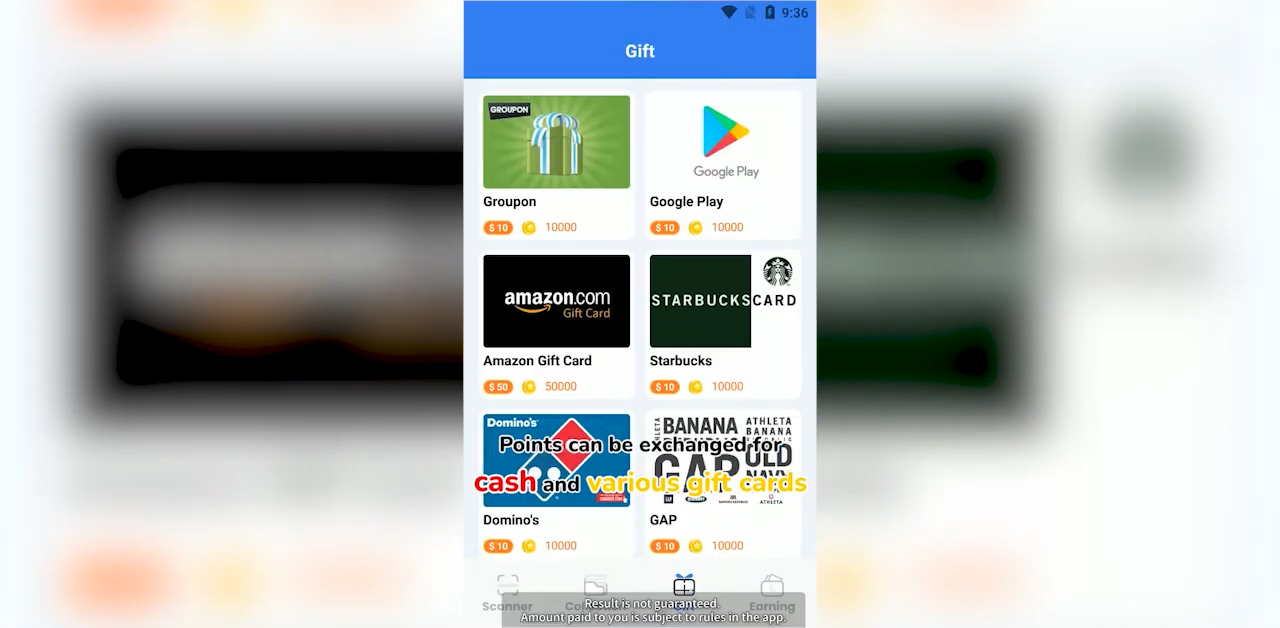 9:36
Gift
GROUPON
Google Play
Groupon
Google Play
$ 10 10000
$ 10 10000
amazon.com
Gift Card
STARBUCKSCARD
Amazon Gift Card
Starbucks
$ 50 50000
$ 10 10000
Domino's
BANANA
ATHLETA
BANANA
Points can be exchanged for
GAP
OLD
NAVY
cash and various gift cards
ATHLETA
Domino's
GAP
$ 10 10000
$ 10 10000
Scanner
Earning
Result is not guaranteed.
Amount paid to you is subject to rules in the app.